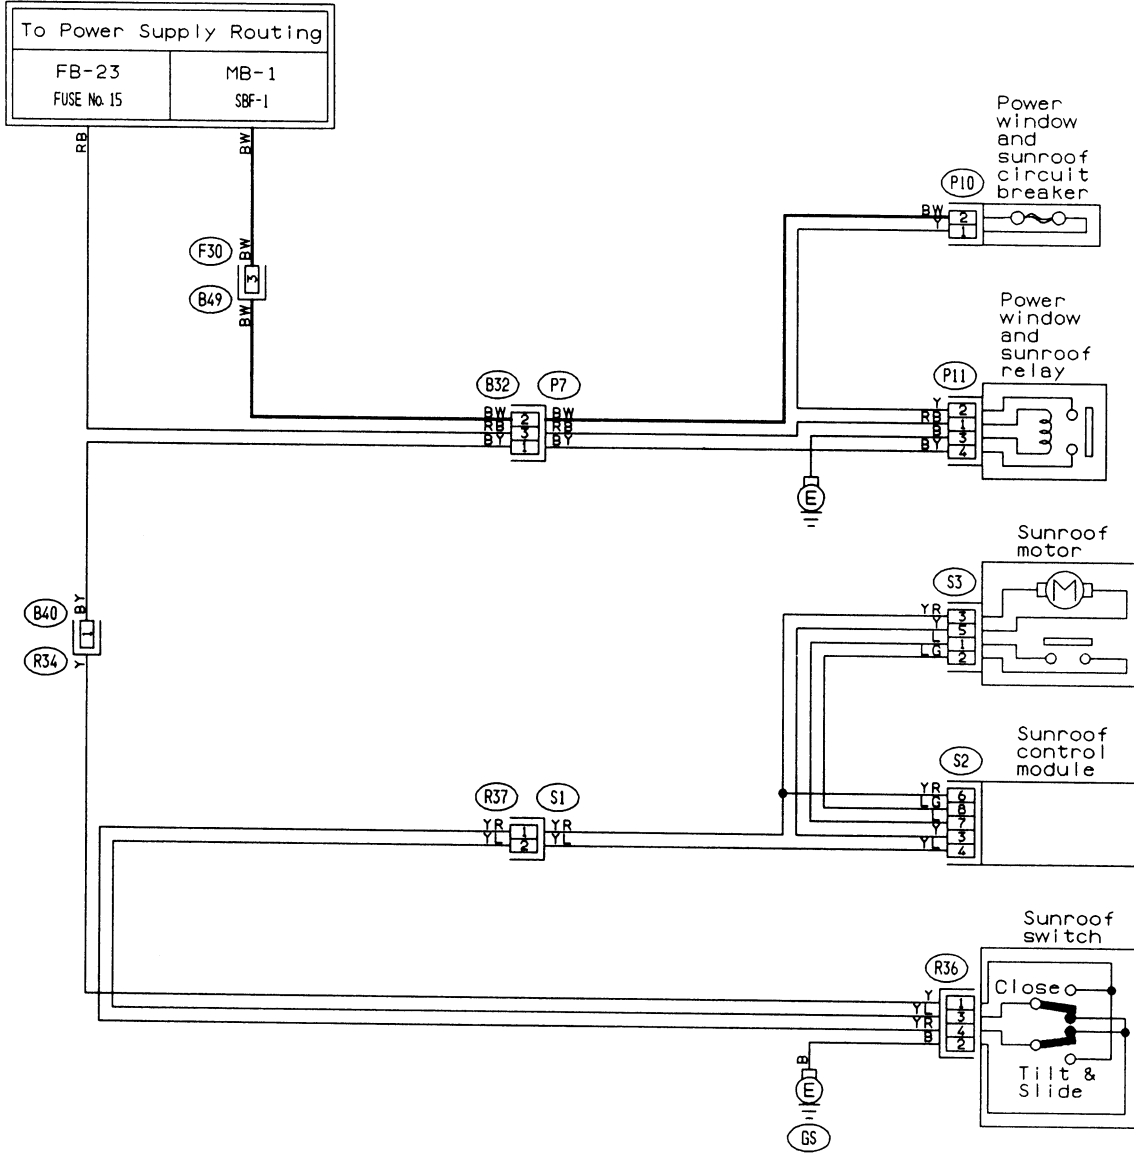 To Power Supply Routing
FB-23
FUSE No. 15
MB-1
SBF-1
RB
BW
F30
BW
3
B49
BW
Power
window
and
sunroof
circuit
breaker
P10
BW
2
Y
1
Power
window
and
sunroof
relay
P11
Y
2
RB
1
B
3
BY
4
E
B32
P7
BW
2
BW
RB
3
RB
BY
1
BY
B40
BY
1
R34
Y
Sunroof
motor
S3
M
YR
3
Y
5
L
1
LG
2
Sunroof
control
module
S2
YR
6
LG
8
L
7
Y
3
YL
4
R37
S1
YR
1
YR
YL
2
YL
Sunroof
switch
R36
Close
Y
1
YL
3
YR
4
B
2
Tilt &
Slide
B
E
GS